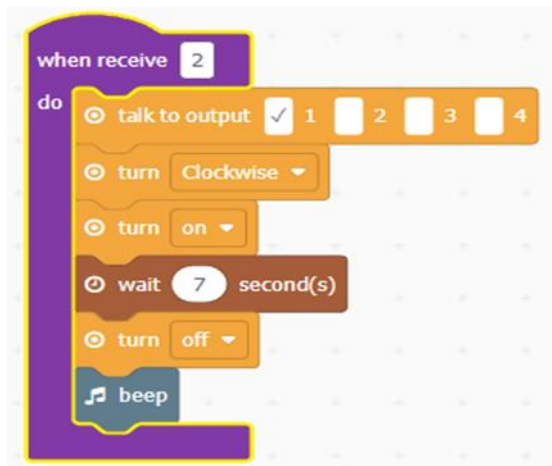 when receive 2
do talk to output ✓ 1 2 3 4
turn Clockwise
turn on
wait 7 second(s)
turn off
beep